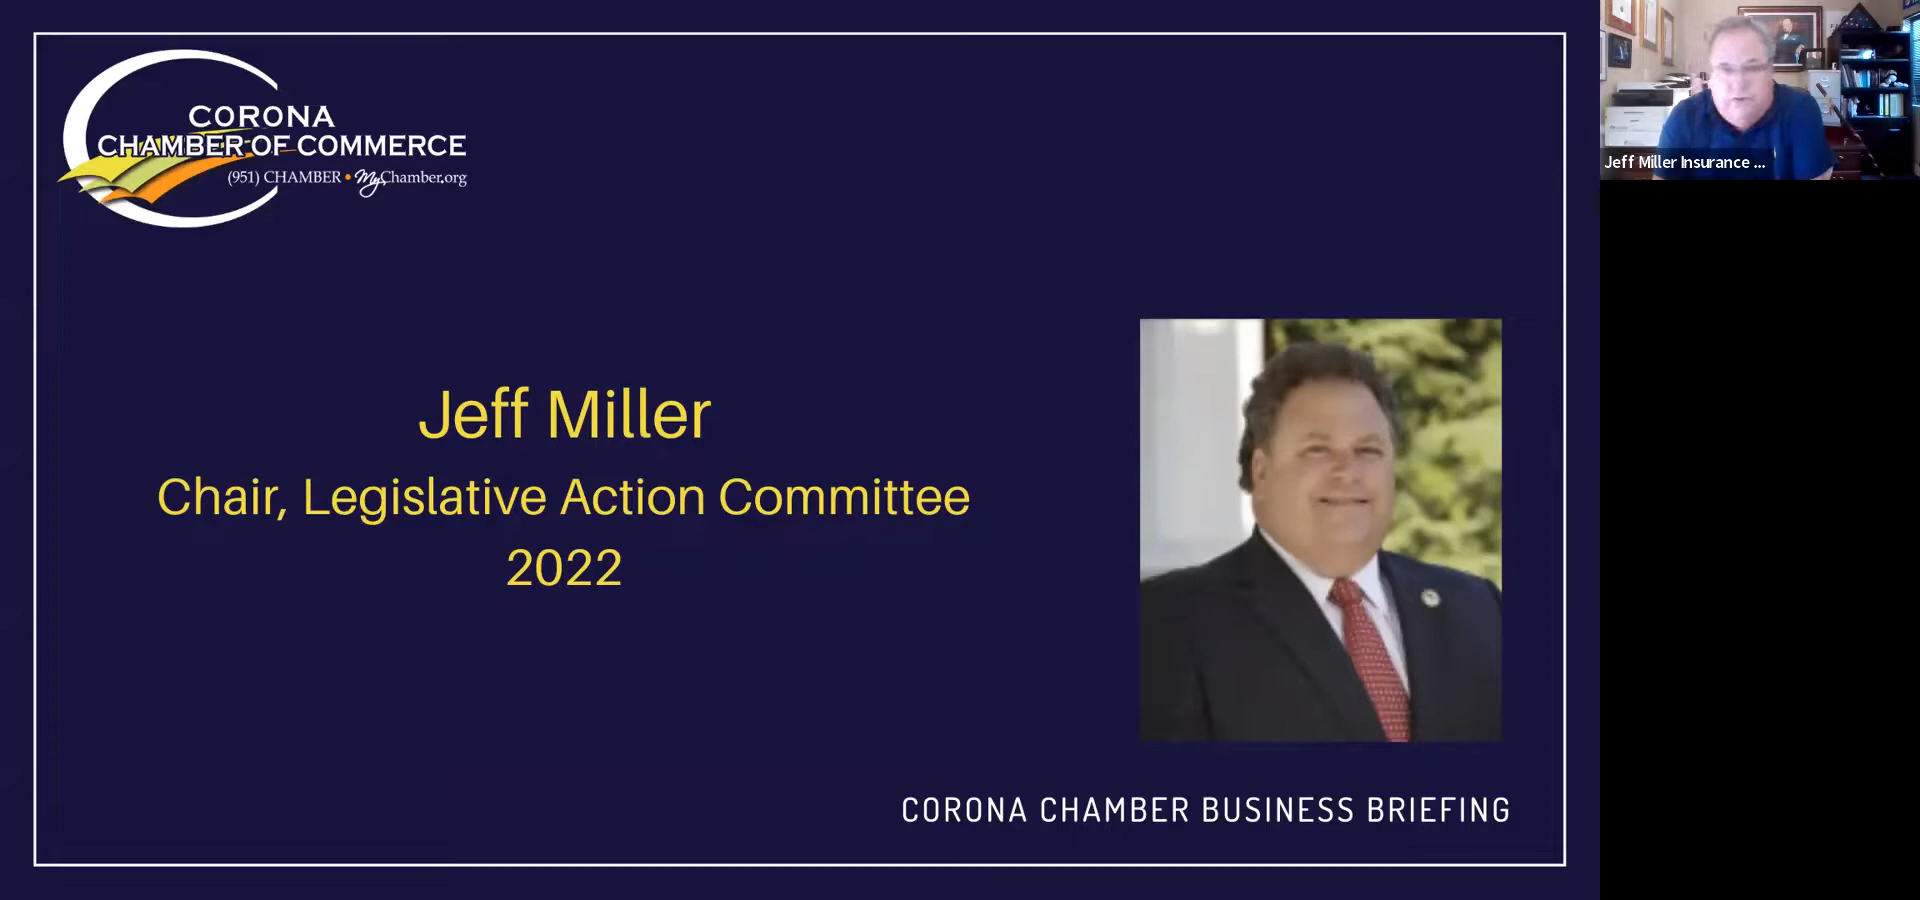 CORONA
CHAMBER OF COMMERCE
(951) CHAMBER • MyChamber.org
Jeff Miller Insurance ...
Jeff Miller
Chair, Legislative Action Committee
2022
CORONA CHAMBER BUSINESS BRIEFING